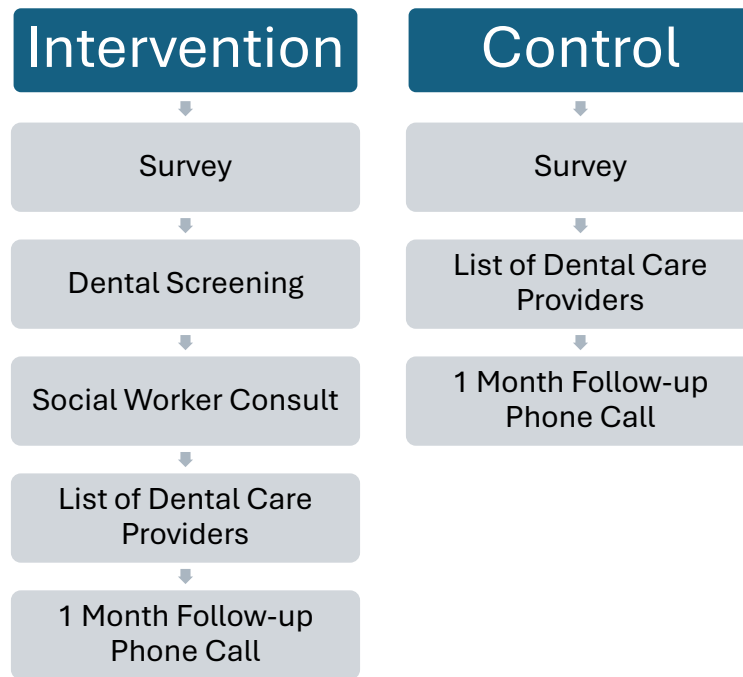 Intervention
Survey
Dental Screening
Social Worker Consult
List of Dental Care
Providers
1 Month Follow-up
Phone Call
Control
Survey
List of Dental Care
Providers
1 Month Follow-up
Phone Call